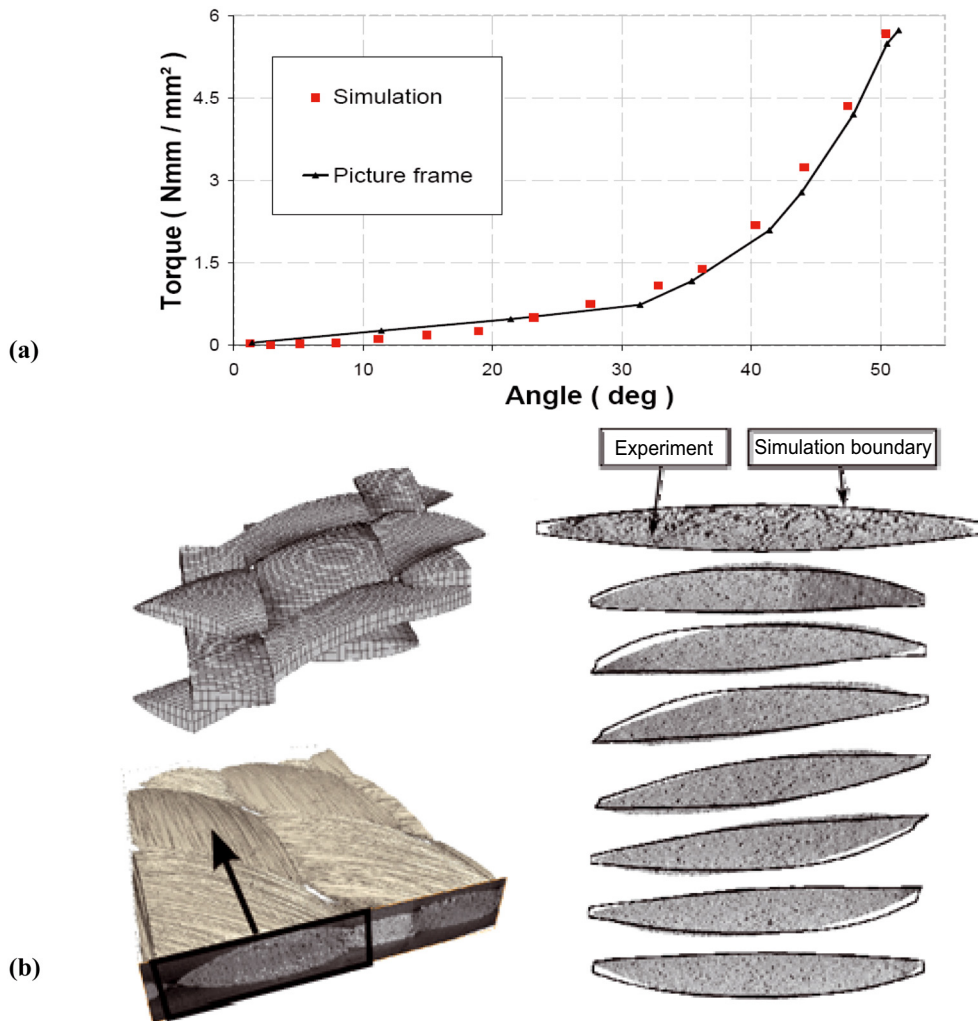 6
4.5
3
1.5
0
Torque ( Nmm / mm²
Simulation
Picture frame
0 10 20 30 40 50
Angle ( deg )
(a)
Experiment
Simulation boundary
(b)